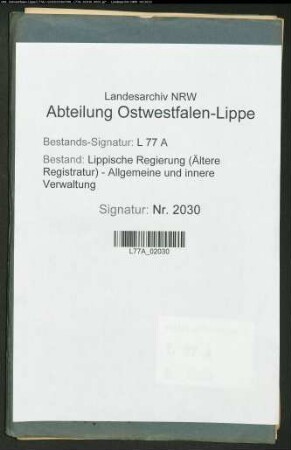 Landesarchiv NRW
Abteilung Ostwestfalen-Lippe
Bestands-Signatur: L 77 A
Bestand: Lippische Regierung (Ältere
Registratur) - Allgemeine und innere
Verwaltung
Signatur: Nr. 2030
L77A_02030